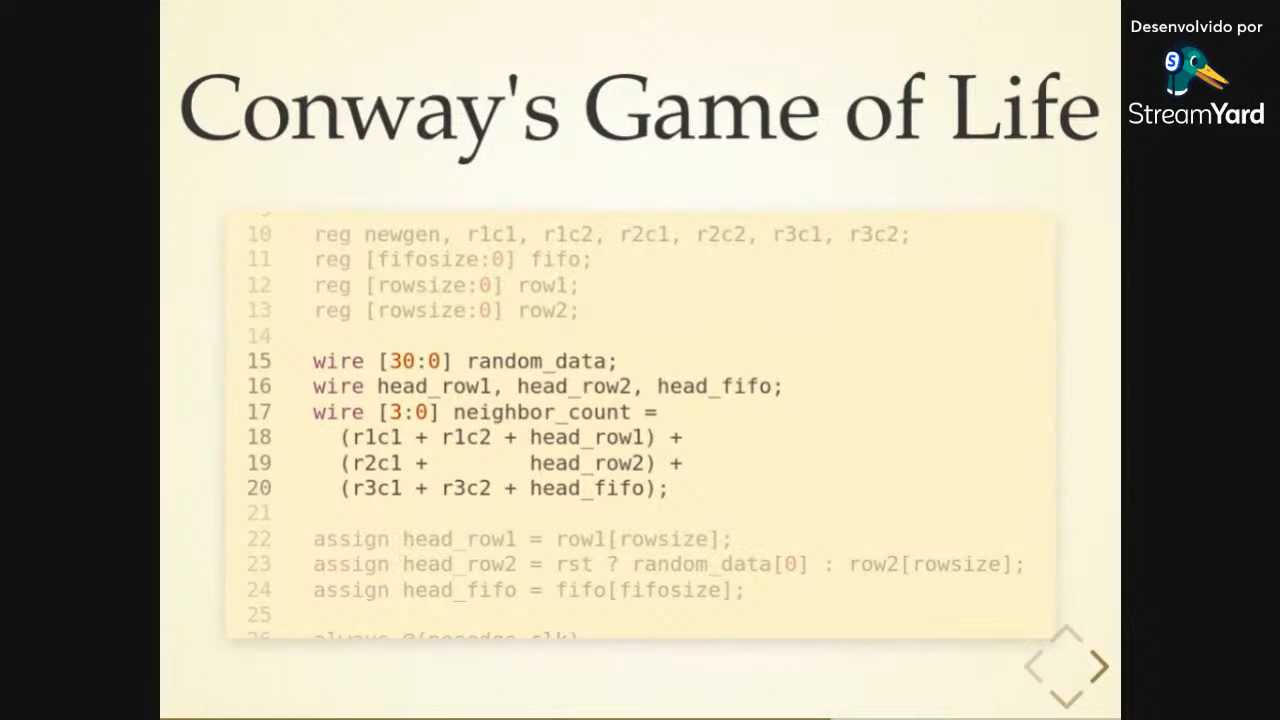 Desenvolvido por
StreamYard
Conway's Game of Life
10 reg newgen, r1c1, r1c2, r2c1, r2c2, r3c1, r3c2;
11 reg [fifosize:0] fifo;
12 reg [rowsize:0] row1;
13 reg [rowsize:0] row2;
14
15 wire [30:0] random_data;
16 wire head_row1, head_row2, head_fifo;
17 wire [3:0] neighbor_count =
18 (r1c1 + r1c2 + head_row1) +
19 (r2c1 +        head_row2) +
20 (r3c1 + r3c2 + head_fifo);
21
22 assign head_row1 = row1[rowsize];
23 assign head_row2 = rst ? random_data[0] : row2[rowsize];
24 assign head_fifo = fifo[fifosize];
25
26 always @(posedge clk)